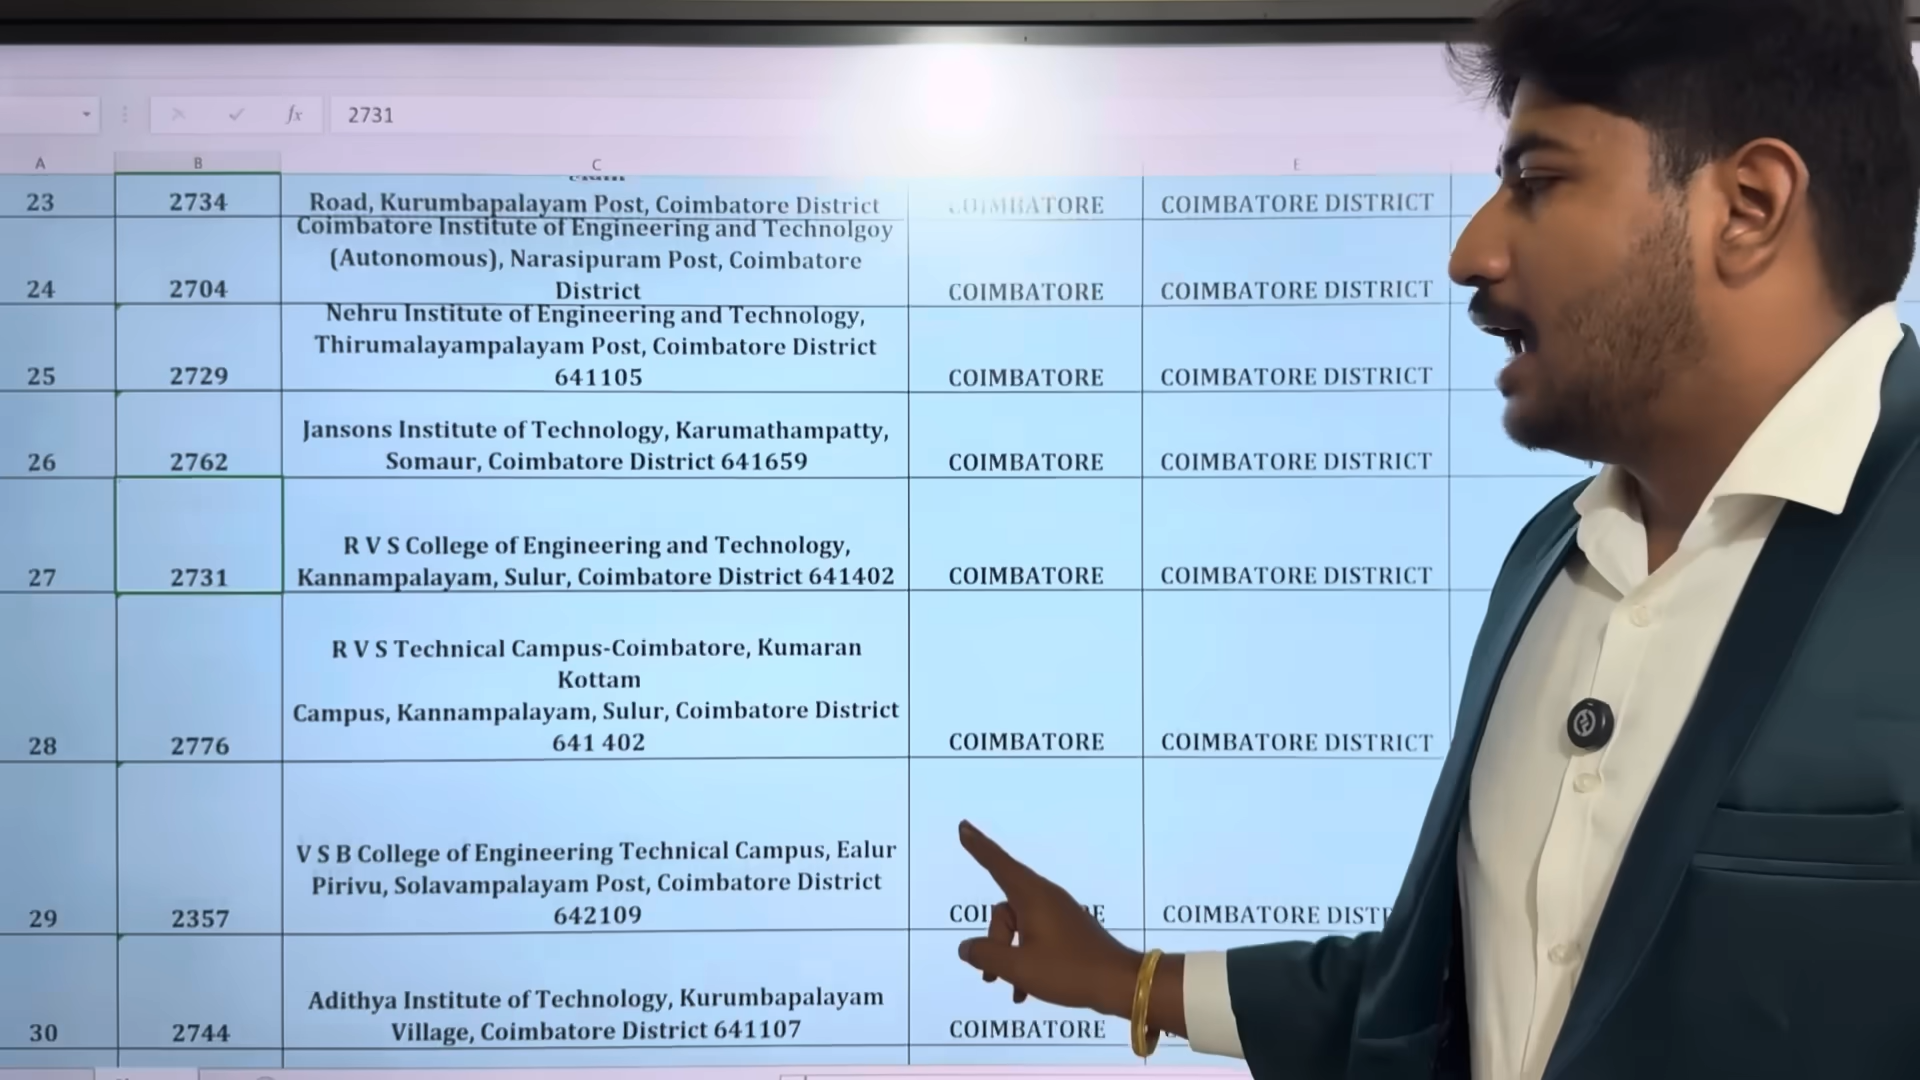 fx 2731
A B C E
23 2734 Road, Kurumbapalayam Post, Coimbatore District COIMBATORE COIMBATORE DISTRICT
Coimbatore Institute of Engineering and Technolgoy
(Autonomous), Narasipuram Post, Coimbatore
24 2704 District COIMBATORE COIMBATORE DISTRICT
Nehru Institute of Engineering and Technology,
Thirumalayampalayam Post, Coimbatore District
25 2729 641105 COIMBATORE COIMBATORE DISTRICT
Jansons Institute of Technology, Karumathampatty,
26 2762 Somaur, Coimbatore District 641659 COIMBATORE COIMBATORE DISTRICT
R V S College of Engineering and Technology,
27 2731 Kannampalayam, Sulur, Coimbatore District 641402 COIMBATORE COIMBATORE DISTRICT
R V S Technical Campus-Coimbatore, Kumaran
Kottam
Campus, Kannampalayam, Sulur, Coimbatore District
28 2776 641 402 COIMBATORE COIMBATORE DISTRICT
V S B College of Engineering Technical Campus, Ealur
Pirivu, Solavampalayam Post, Coimbatore District
29 2357 642109 COIMBATORE
Adithya Institute of Technology, Kurumbapalayam
30 2744 Village, Coimbatore District 641107 COIMBATORE